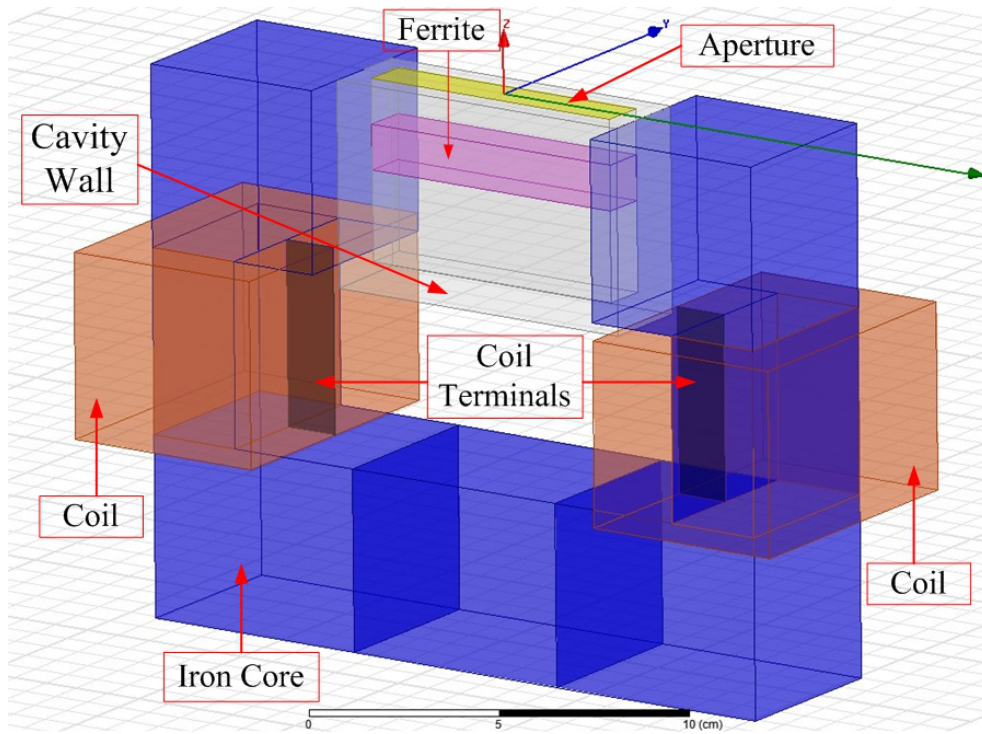 Ferrite
Z
Y
Aperture
Cavity
Wall
Coil
Terminals
Coil
Coil
Iron Core
0
5
10 (cm)